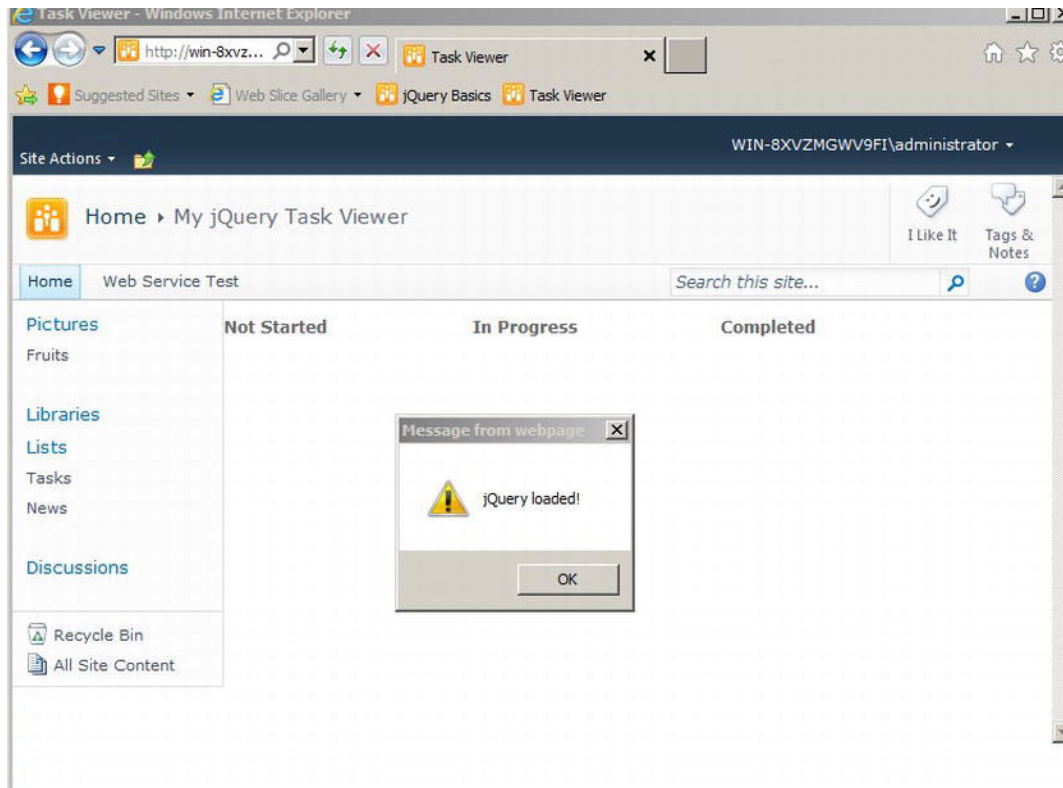 Task Viewer - Windows Internet Explorer
http://win-8xvz...
Task Viewer
Suggested Sites
Web Slice Gallery
jQuery Basics
Task Viewer
WIN-8XVZMGWV9FI\administrator
Site Actions
Home
My jQuery Task Viewer
I Like It
Tags &
Notes
Home
Web Service Test
Search this site...
Pictures
Fruits
Libraries
Lists
Tasks
News
Discussions
Recycle Bin
All Site Content
Not Started
In Progress
Completed
Message from webpage
jQuery loaded!
OK